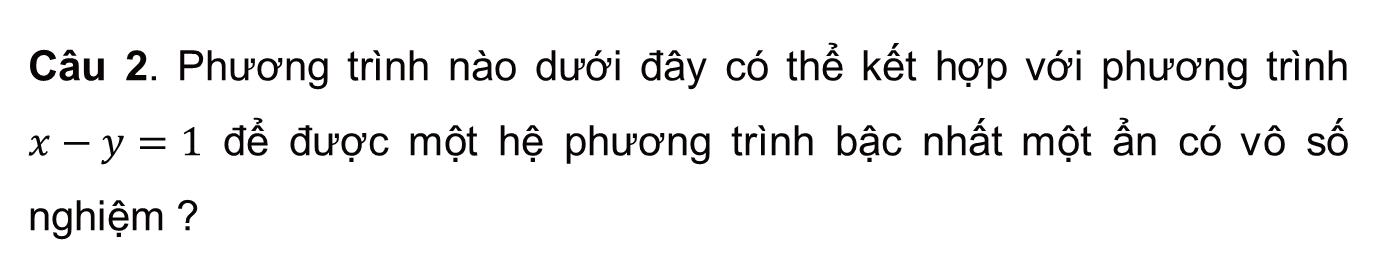 Câu 2. Phương trình nào dưới đây có thể kết hợp với phương trình
x − y = 1 để được một hệ phương trình bậc nhất một ẩn có vô số
nghiệm ?